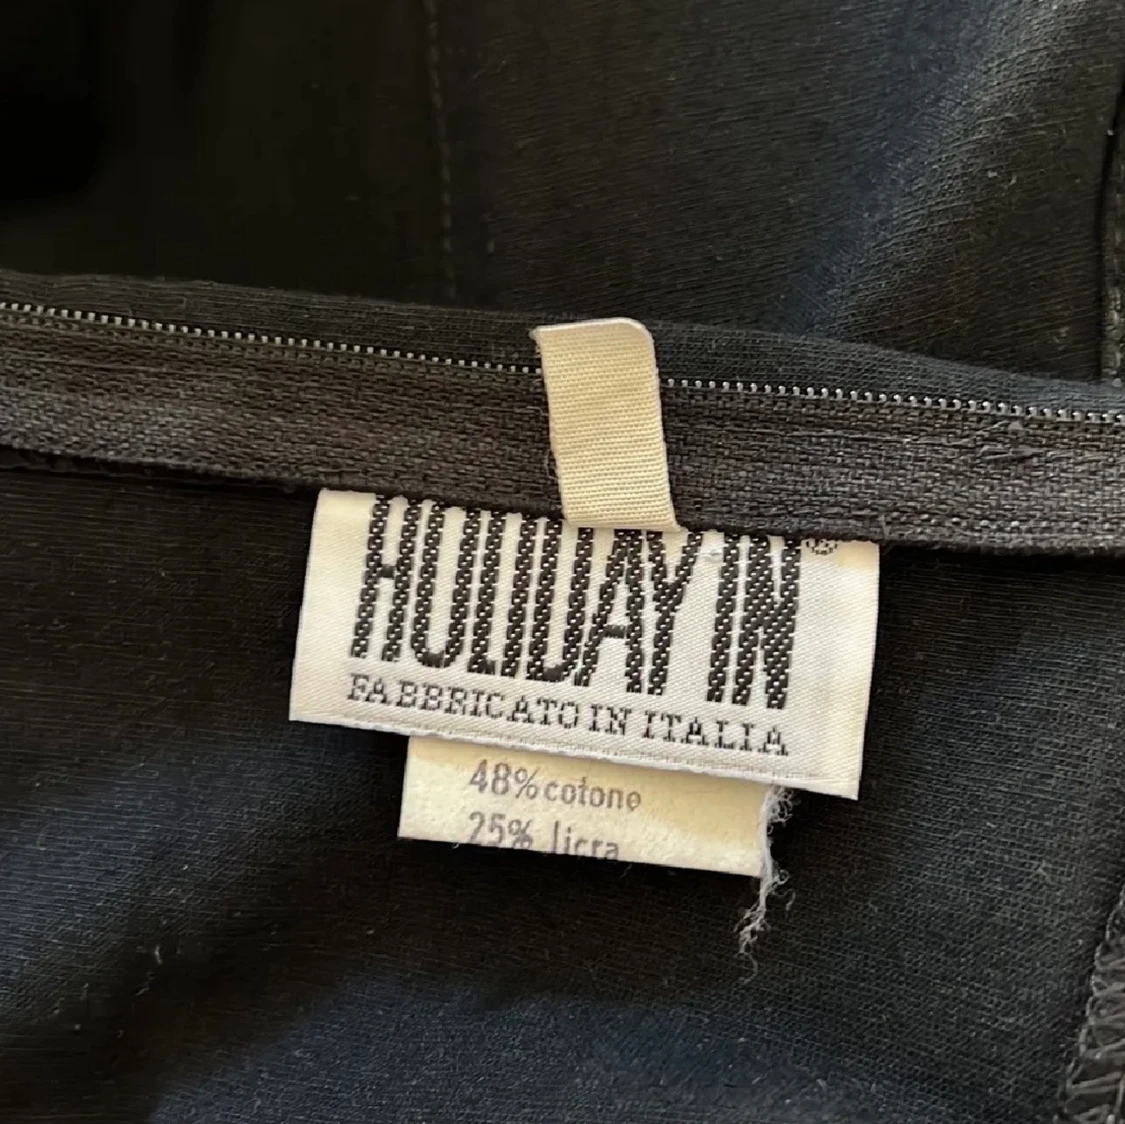 HOLIDAY IN
FABBRICATO IN ITALIA
48% cotone
25% licra